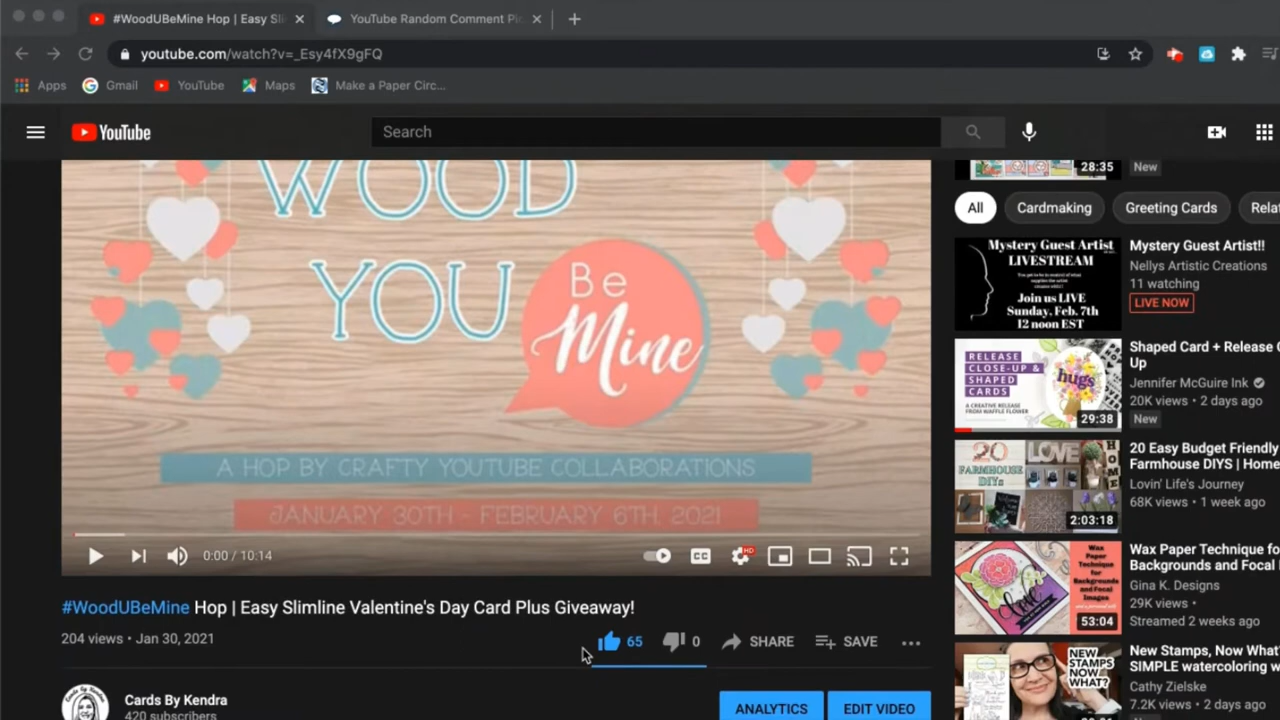 #WoodUBeMine Hop | Easy Sli
YouTube Random Comment Pi
youtube.com/watch?v=_Esy4fX9gFQ
Apps
Gmail
YouTube
Maps
Make a Paper Circ...
YouTube
Search
WOOD
YOU
Be
Mine
A HOP BY CRAFTY YOUTUBE COLLABORATIONS
JANUARY 30TH - FEBRUARY 6TH, 2021
0:00 / 10:14
CC
HD
#WoodUBeMine Hop | Easy Slimline Valentine's Day Card Plus Giveaway!
204 views • Jan 30, 2021
65
0
SHARE
SAVE
Cards By Kendra
420 subscribers
ANALYTICS
EDIT VIDEO
28:35
New
All
Cardmaking
Greeting Cards
Rela
Mystery Guest Artist
LIVESTREAM
Join us LIVE
Sunday, Feb. 7th
12 noon EST
Mystery Guest Artist!!
Nellys Artistic Creations
11 watching
LIVE NOW
RELEASE
CLOSE-UP &
SHAPED
CARDS
A CREATIVE RELEASE
FROM WAFFLE FLOWER
hugs
29:38
Shaped Card + Release C
Up
Jennifer McGuire Ink
20K views • 2 days ago
New
20
FARMHOUSE
DIYs
LOVE
HOME
2:03:18
20 Easy Budget Friendly
Farmhouse DIYS | Home
Lovin' Life's Journey
68K views • 1 week ago
Wax
Paper
Technique
for
Backgrounds
and Focal
Images
love
53:04
Wax Paper Technique fo
Backgrounds and Focal I
Gina K. Designs
29K views •
Streamed 2 weeks ago
NEW
STAMPS
NOW
WHAT?
New Stamps, Now What?
SIMPLE watercoloring w
Cathy Zielske
7.2K views • 2 days ago